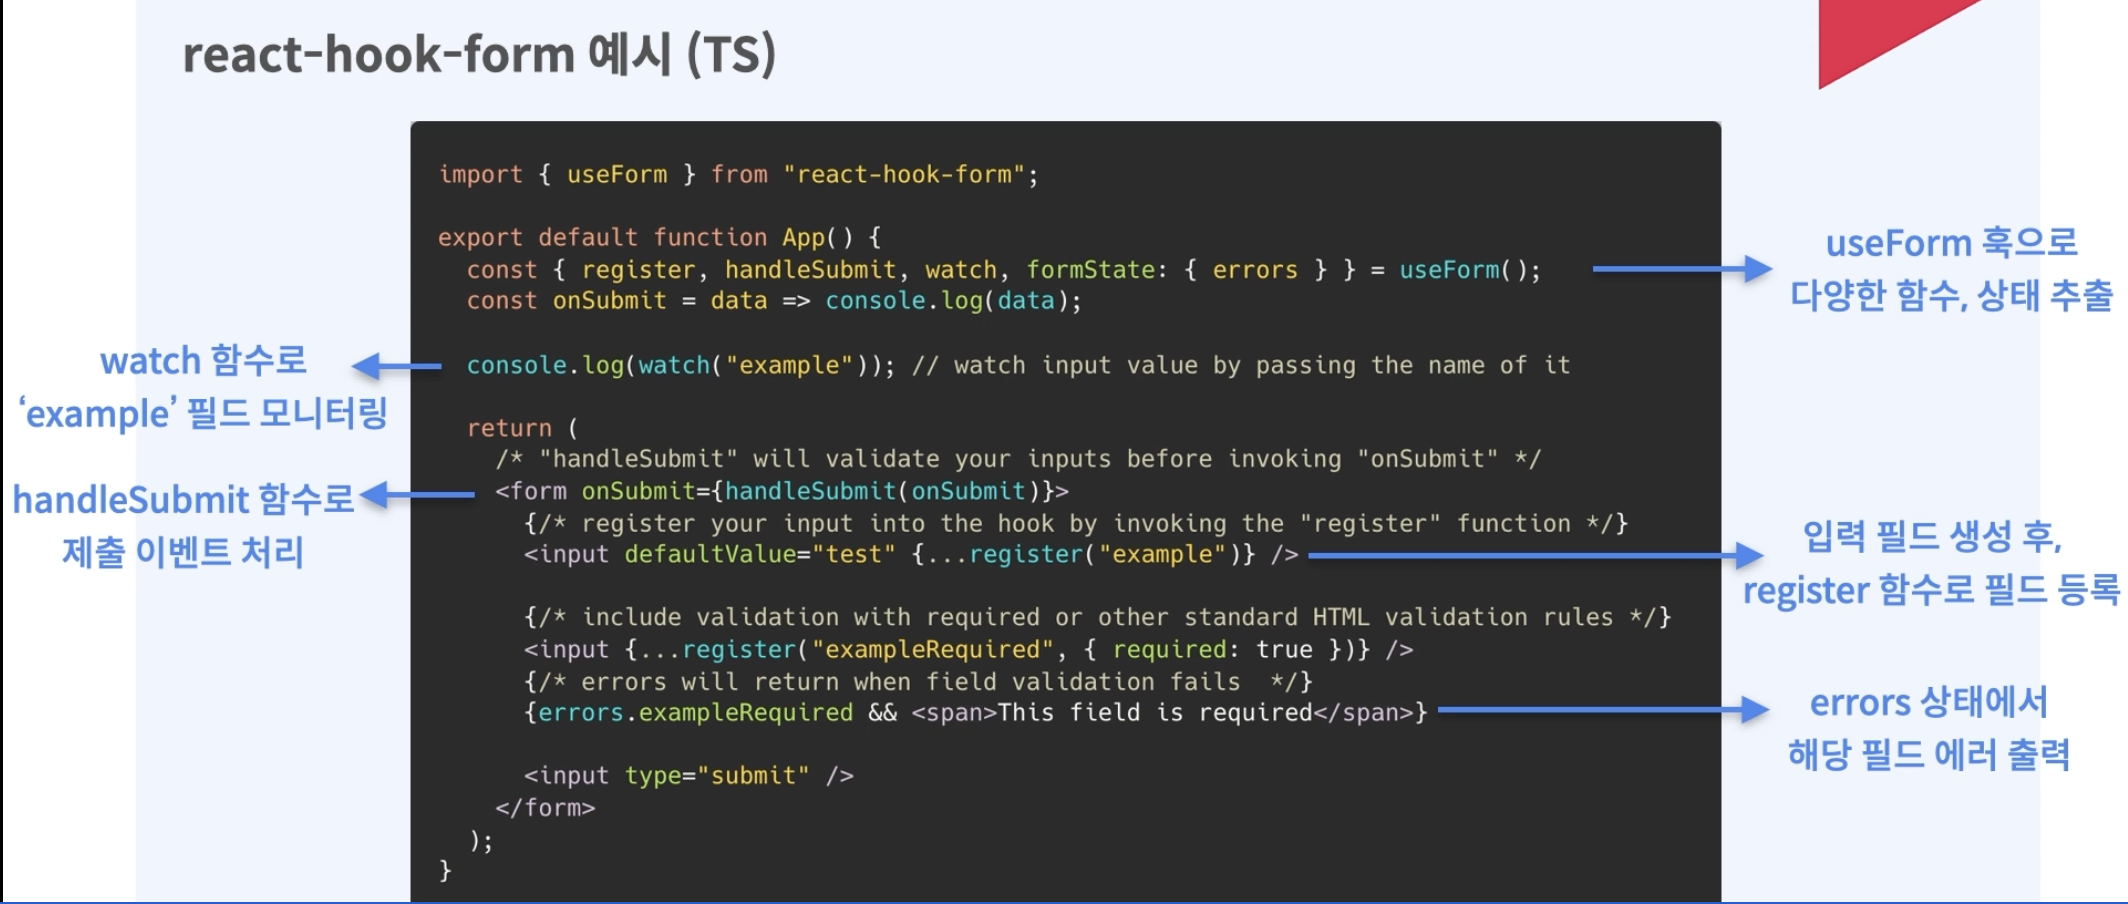 react-hook-form 예시 (TS)
import { useForm } from "react-hook-form";
export default function App() {
const { register, handleSubmit, watch, formState: { errors } } = useForm();
const onSubmit = data => console.log(data);
console.log(watch("example")); // watch input value by passing the name of it
return (
/* "handleSubmit" will validate your inputs before invoking "onSubmit" */
<form onSubmit={handleSubmit(onSubmit)}>
{/* register your input into the hook by invoking the "register" function */}
<input defaultValue="test" {...register("example")} />
{/* include validation with required or other standard HTML validation rules */}
<input {...register("exampleRequired", { required: true })} />
{/* errors will return when field validation fails  */}
{errors.exampleRequired && <span>This field is required</span>}
<input type="submit" />
</form>
);
}
useForm 훅으로
다양한 함수, 상태 추출
watch 함수로
‘example’ 필드 모니터링
handleSubmit 함수로
제출 이벤트 처리
입력 필드 생성 후,
register 함수로 필드 등록
errors 상태에서
해당 필드 에러 출력